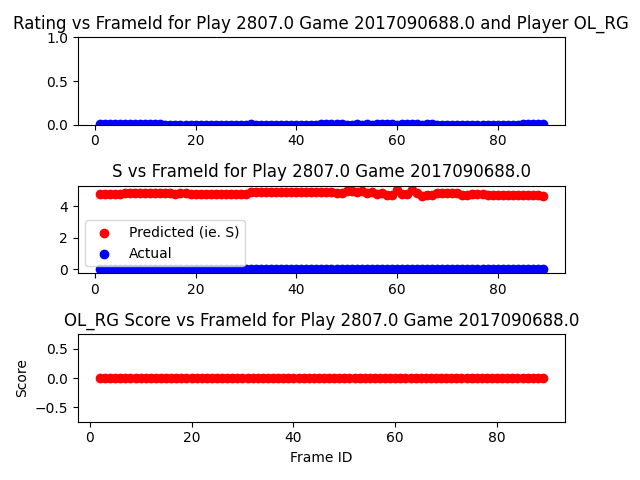 Rating vs FrameId for Play 2807.0 Game 2017090688.0 and Player OL_RG
1.0
0.5
0.0
0 20 40 60 80
S vs FrameId for Play 2807.0 Game 2017090688.0
4
2
0
Predicted (ie. S)
Actual
0 20 40 60 80
OL_RG Score vs FrameId for Play 2807.0 Game 2017090688.0
Score
0.5
0.0
−0.5
0 20 40 60 80
Frame ID